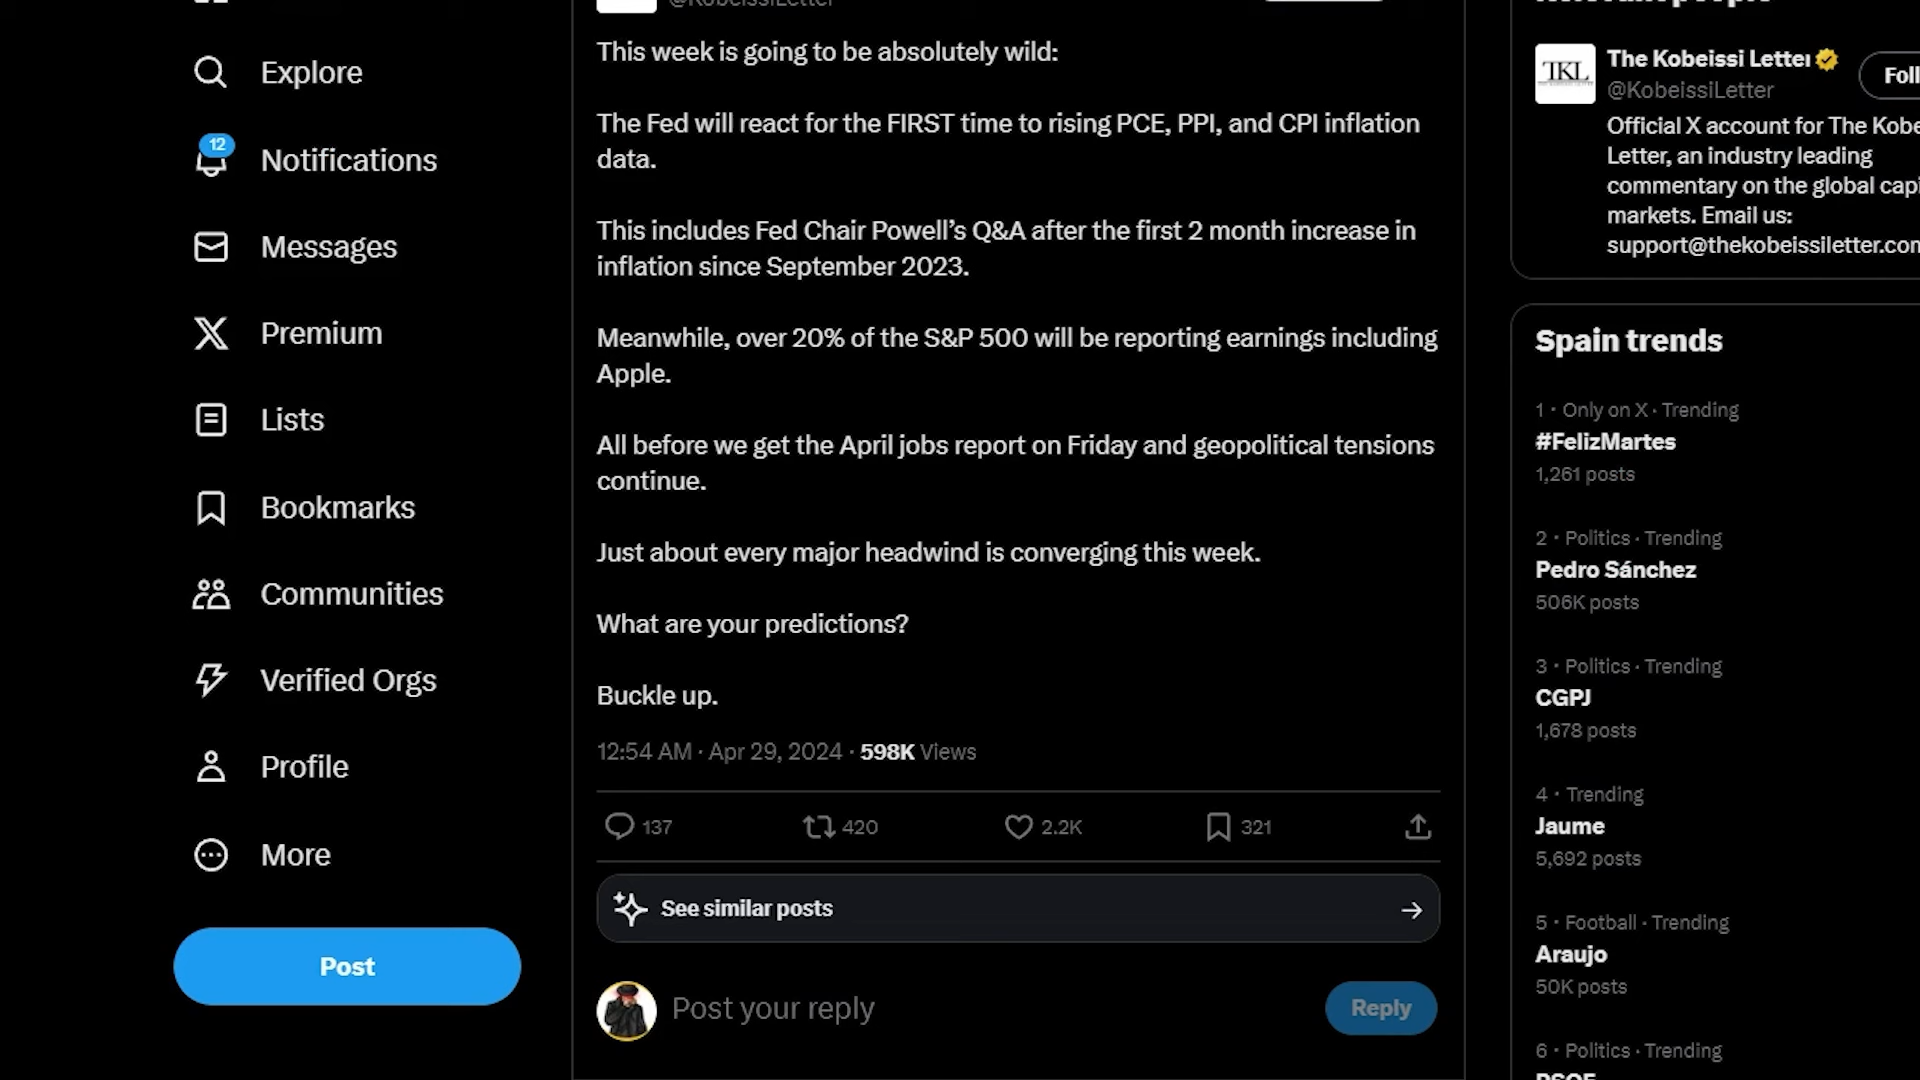 Explore
12
Notifications
Messages
Premium
Lists
Bookmarks
Communities
Verified Orgs
Profile
More
Post
@KobeissiLetter
This week is going to be absolutely wild:
The Fed will react for the FIRST time to rising PCE, PPI, and CPI inflation
data.
This includes Fed Chair Powell’s Q&A after the first 2 month increase in
inflation since September 2023.
Meanwhile, over 20% of the S&P 500 will be reporting earnings including
Apple.
All before we get the April jobs report on Friday and geopolitical tensions
continue.
Just about every major headwind is converging this week.
What are your predictions?
Buckle up.
12:54 AM · Apr 29, 2024 · 598K Views
137 420 2.2K 321
See similar posts
Post your reply
Reply
TKL
The Kobeissi Letter
@KobeissiLetter
Foll
Official X account for The Kobe
Letter, an industry leading
commentary on the global capi
markets. Email us:
support@thekobeissiletter.com
Spain trends
1 · Only on X · Trending
#FelizMartes
1,261 posts
2 · Politics · Trending
Pedro Sánchez
506K posts
3 · Politics · Trending
CGPJ
1,678 posts
4 · Trending
Jaume
5,692 posts
5 · Football · Trending
Araujo
50K posts
6 · Politics · Trending
PSOE